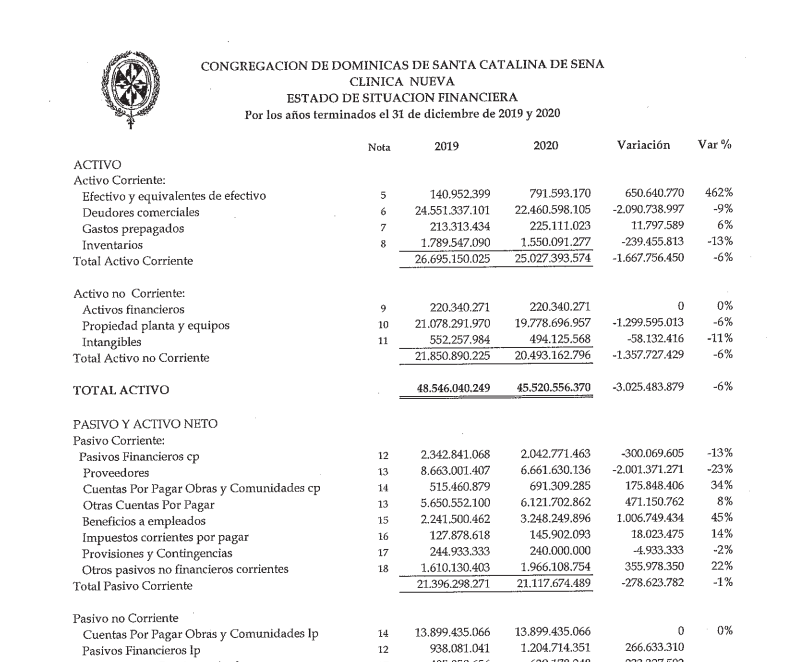 CONGREGACION DE DOMINICAS DE SANTA CATALINA DE SENA
CLINICA NUEVA
ESTADO DE SITUACION FINANCIERA
Por los años terminados el 31 de diciembre de 2019 y 2020
Nota 2019 2020 Variación Var %
ACTIVO
Activo Corriente:
Efectivo y equivalentes de efectivo 5 140.952.399 791.593.170 650.640.770 462%
Deudores comerciales 6 24.551.337.101 22.460.598.105 -2.090.738.997 -9%
Gastos prepagados 7 213.313.434 225.111.023 11.797.589 6%
Inventarios 8 1.789.547.090 1.550.091.277 -239.455.813 -13%
Total Activo Corriente 26.695.150.025 25.027.393.574 -1.667.756.450 -6%
Activo no Corriente:
Activos financieros 9 220.340.271 220.340.271 0 0%
Propiedad planta y equipos 10 21.078.291.970 19.778.696.957 -1.299.595.013 -6%
Intangibles 11 552.257.984 494.125.568 -58.132.416 -11%
Total Activo no Corriente 21.850.890.225 20.493.162.796 -1.357.727.429 -6%
TOTAL ACTIVO 48.546.040.249 45.520.556.370 -3.025.483.879 -6%
PASIVO Y ACTIVO NETO
Pasivo Corriente:
Pasivos Financieros cp 12 2.342.841.068 2.042.771.463 -300.069.605 -13%
Proveedores 13 8.663.001.407 6.661.630.136 -2.001.371.271 -23%
Cuentas Por Pagar Obras y Comunidades cp 14 515.460.879 691.309.285 175.848.406 34%
Otras Cuentas Por Pagar 13 5.650.552.100 6.121.702.862 471.150.762 8%
Beneficios a empleados 15 2.241.500.462 3.248.249.896 1.006.749.434 45%
Impuestos corrientes por pagar 16 127.878.618 145.902.093 18.023.475 14%
Provisiones y Contingencias 17 244.933.333 240.000.000 -4.933.333 -2%
Otros pasivos no financieros corrientes 18 1.610.130.403 1.966.108.754 355.978.350 22%
Total Pasivo Corriente 21.396.298.271 21.117.674.489 -278.623.782 -1%
Pasivo no Corriente
Cuentas Por Pagar Obras y Comunidades lp 14 13.899.435.066 13.899.435.066 0 0%
Pasivos Financieros lp 12 938.081.041 1.204.714.351 266.633.310